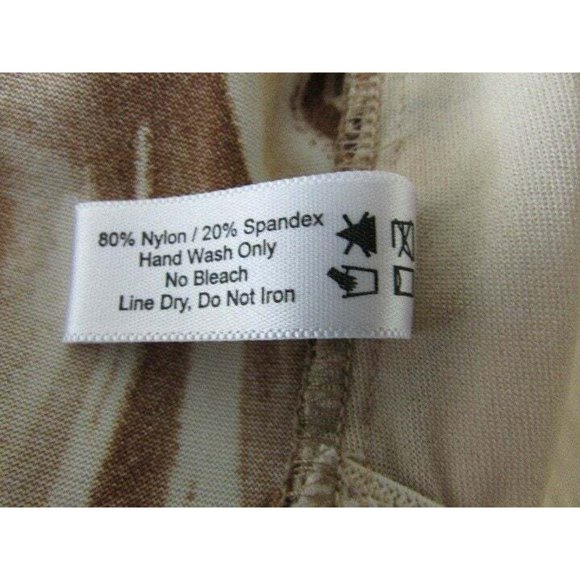 80% Nylon / 20% Spandex
Hand Wash Only
No Bleach
Line Dry, Do Not Iron